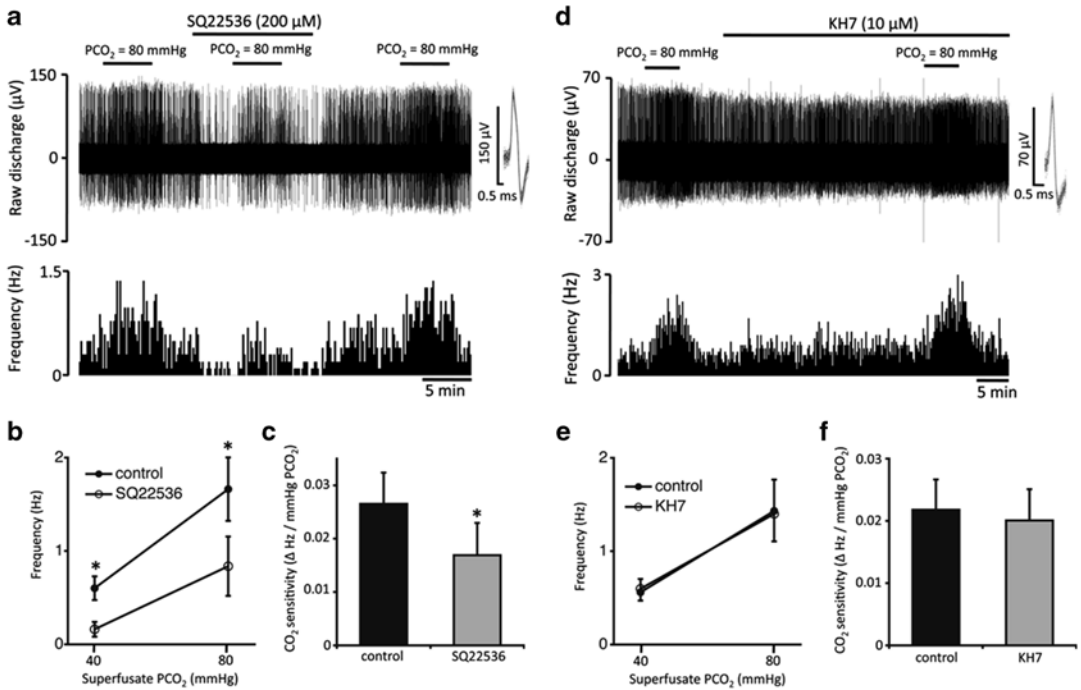 a
SQ22536 (200 µM)
PCO₂ = 80 mmHg
PCO₂ = 80 mmHg
PCO₂ = 80 mmHg
Raw discharge (µV)
150
0
-150
150 µV
0.5 ms
Frequency (Hz)
1.5
0
5 min
d
KH7 (10 µM)
PCO₂ = 80 mmHg
PCO₂ = 80 mmHg
Raw discharge (µV)
70
0
-70
70 µV
0.5 ms
Frequency (Hz)
3
0
5 min
b
Frequency (Hz)
2
1
0
control
SQ22536
*
*
40
80
Superfusate PCO₂ (mmHg)
c
CO₂ sensitivity (Δ Hz / mmHg PCO₂)
0.03
0.02
0.01
0
*
control
SQ22536
e
Frequency (Hz)
2
1
0
control
KH7
40
80
Superfusate PCO₂ (mmHg)
f
CO₂ sensitivity (Δ Hz / mmHg PCO₂)
0.03
0.02
0.01
0
control
KH7